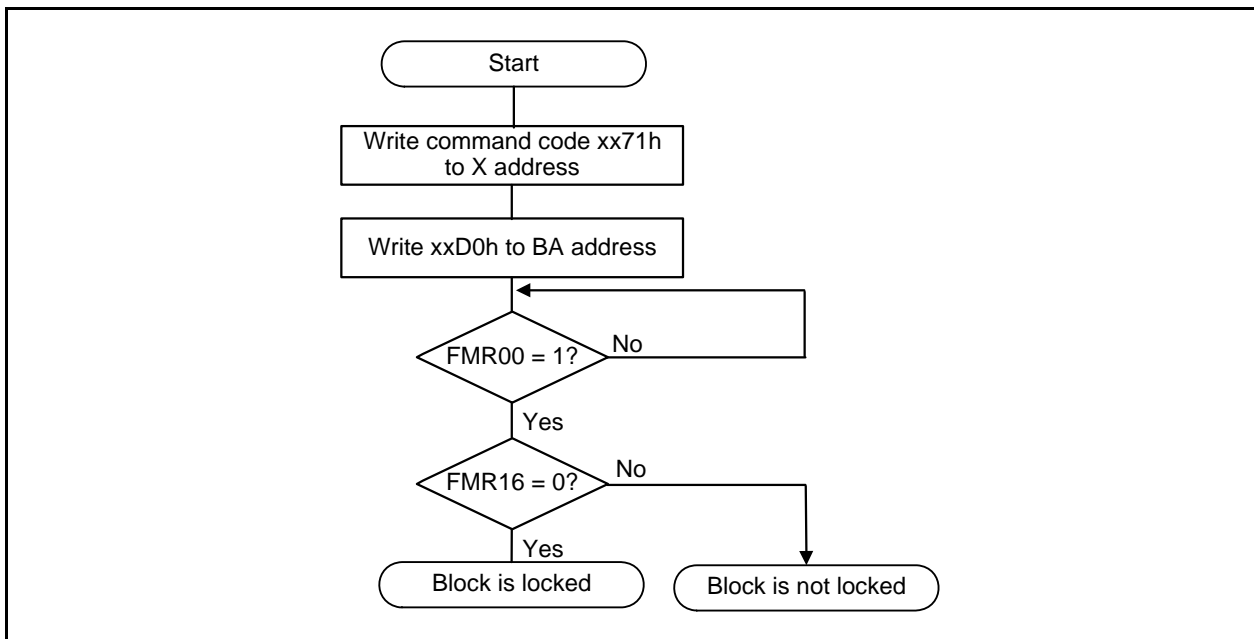 Start
Write command code xx71h
to X address
Write xxD0h to BA address
FMR00 = 1?
No
Yes
FMR16 = 0?
No
Yes
Block is locked
Block is not locked